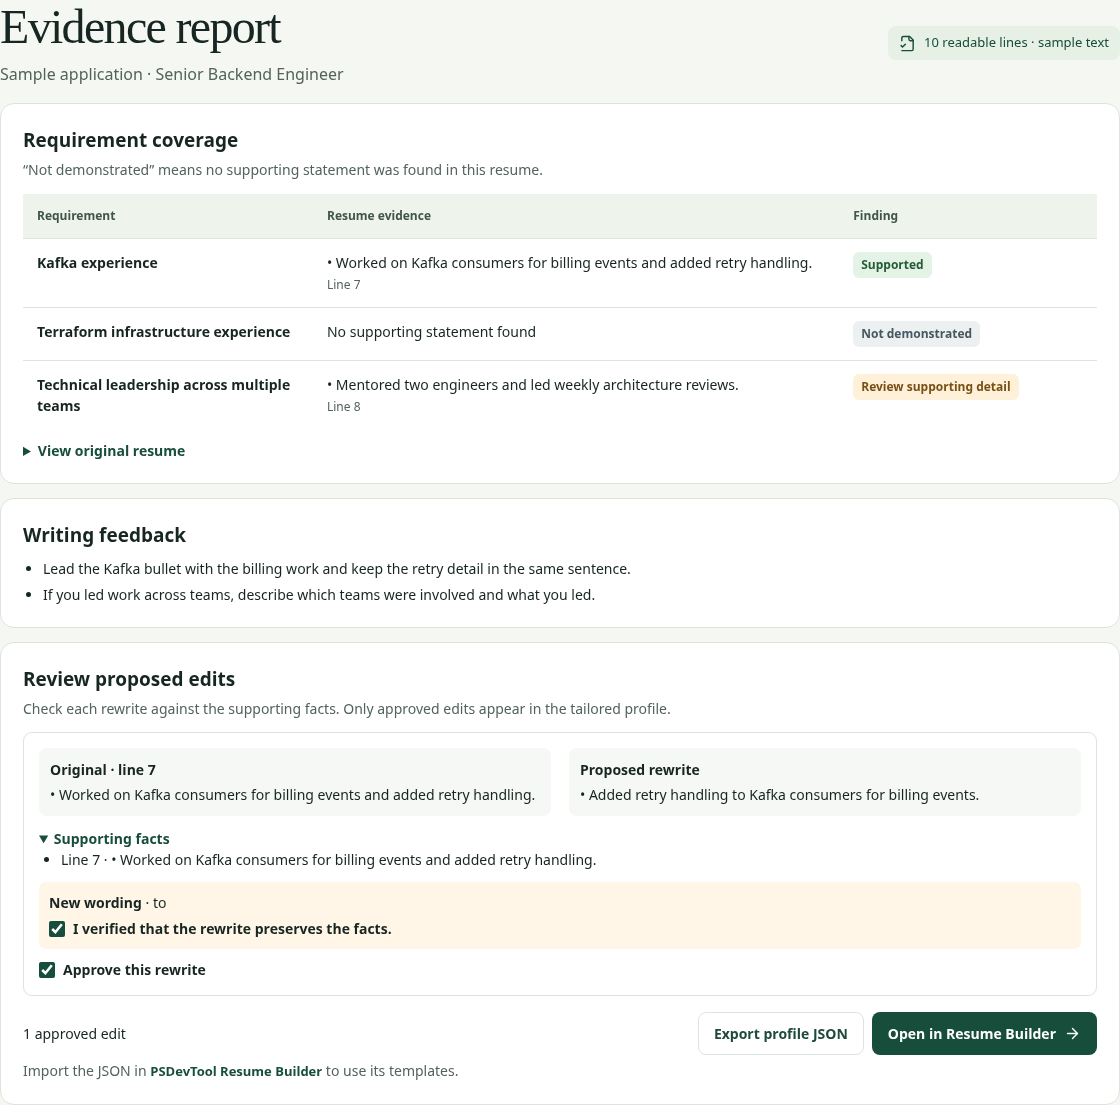 Evidence report
10 readable lines · sample text
Sample application · Senior Backend Engineer
Requirement coverage
“Not demonstrated” means no supporting statement was found in this resume.
Requirement Resume evidence Finding
Kafka experience
• Worked on Kafka consumers for billing events and added retry handling.
Line 7
Supported
Terraform infrastructure experience
No supporting statement found
Not demonstrated
Technical leadership across multiple
teams
• Mentored two engineers and led weekly architecture reviews.
Line 8
Review supporting detail
View original resume
Writing feedback
• Lead the Kafka bullet with the billing work and keep the retry detail in the same sentence.
• If you led work across teams, describe which teams were involved and what you led.
Review proposed edits
Check each rewrite against the supporting facts. Only approved edits appear in the tailored profile.
Original · line 7
• Worked on Kafka consumers for billing events and added retry handling.
Proposed rewrite
• Added retry handling to Kafka consumers for billing events.
Supporting facts
• Line 7 · • Worked on Kafka consumers for billing events and added retry handling.
New wording · to
I verified that the rewrite preserves the facts.
Approve this rewrite
1 approved edit
Export profile JSON
Open in Resume Builder →
Import the JSON in PSDevTool Resume Builder to use its templates.